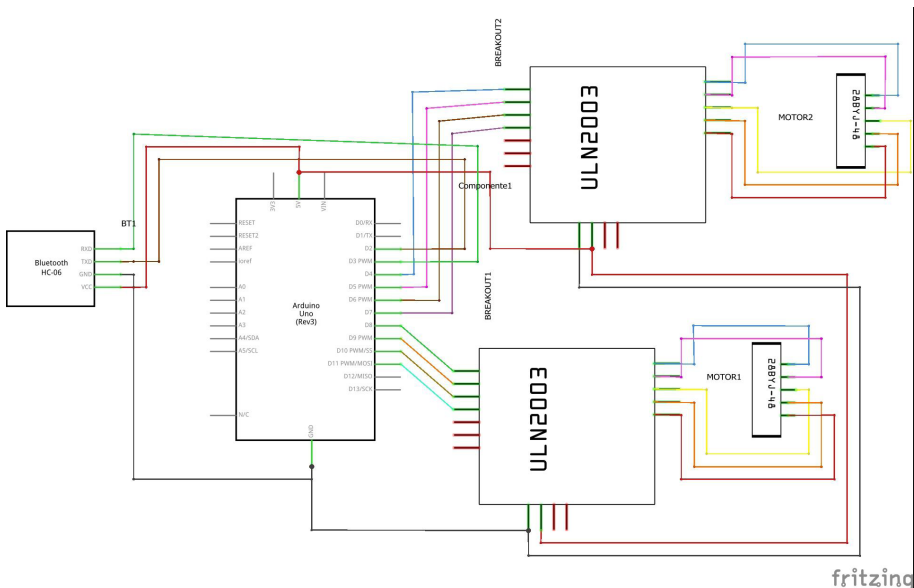 BREAKOUT2
ULN2003
28BYJ-48
MOTOR2
Componente1
3V3
5V
VIN
BT1
Bluetooth
HC-06
RXD
TXD
GND
VCC
RESET
RESET2
AREF
ioref
A0
A1
A2
A3
A4/SDA
A5/SCL
N/C
Arduino
Uno
(Rev3)
D0/RX
D1/TX
D2
D3 PWM
D4
D5 PWM
D6 PWM
D7
D8
D9 PWM
D10 PWM/SS
D11 PWM/MOSI
D12/MISO
D13/SCK
GND
BREAKOUT1
ULN2003
MOTOR1
28BYJ-48
fritzing